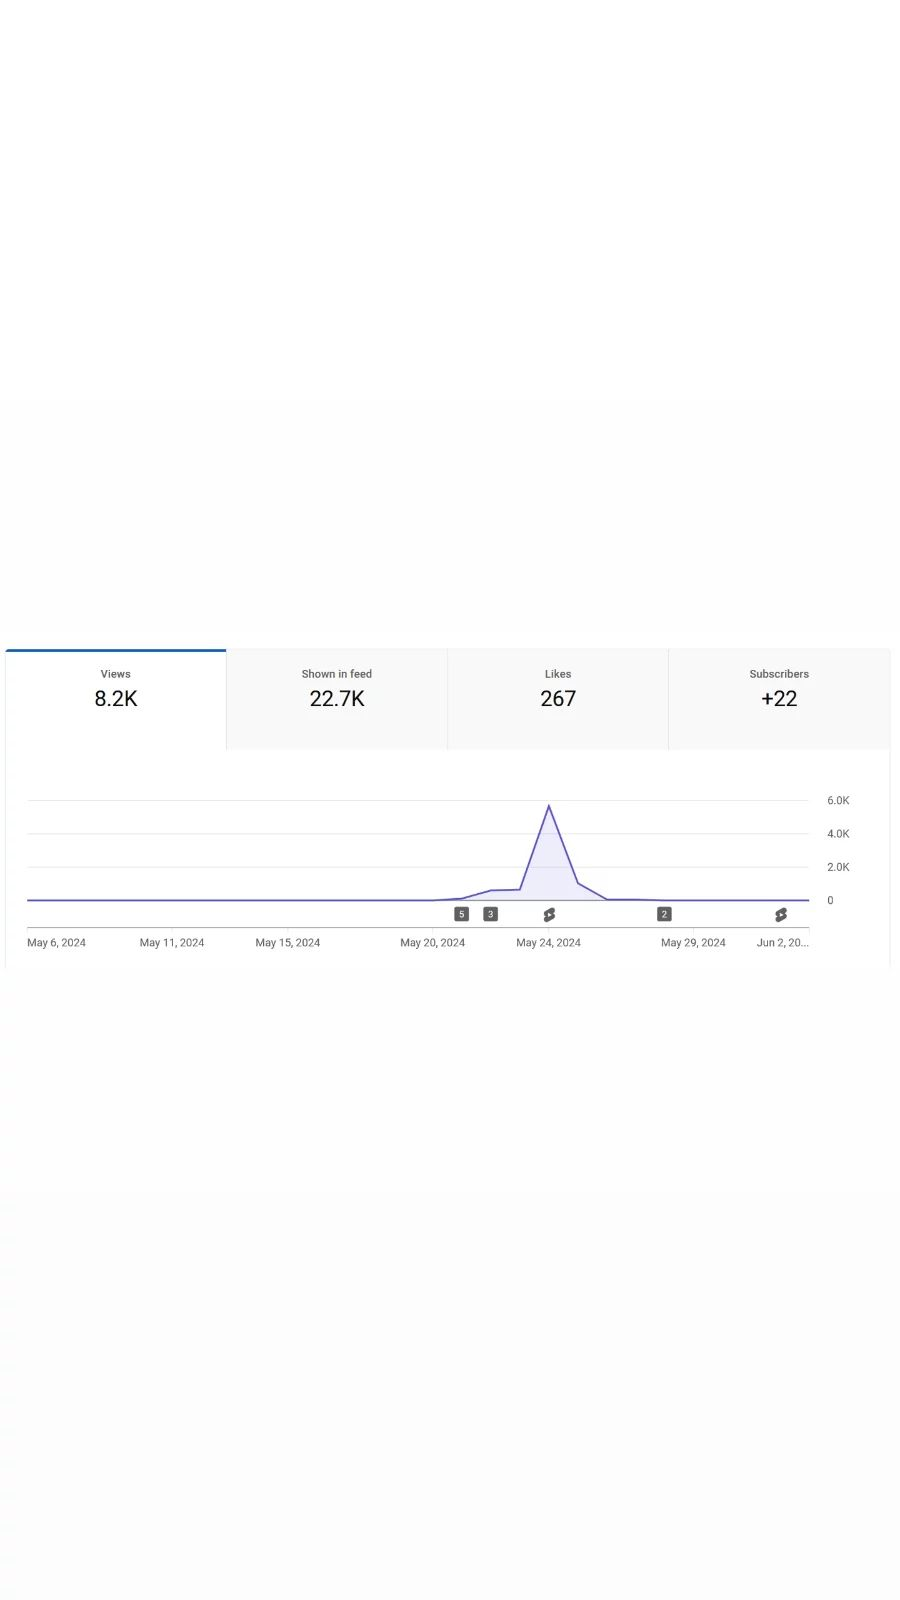 Views
8.2K
Shown in feed
22.7K
Likes
267
Subscribers
+22
6.0K
4.0K
2.0K
0
5
3
2
May 6, 2024
May 11, 2024
May 15, 2024
May 20, 2024
May 24, 2024
May 29, 2024
Jun 2, 20...